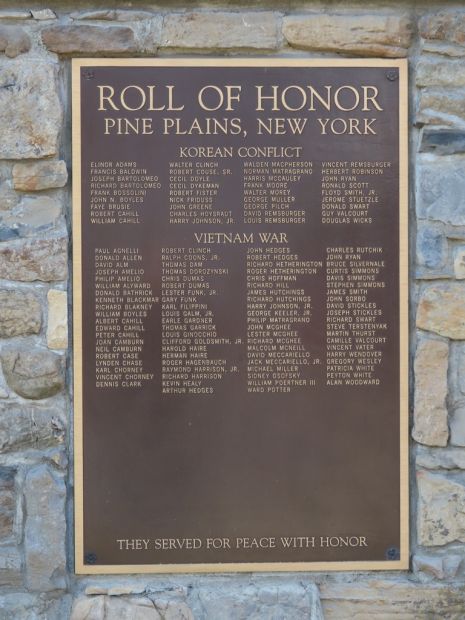 ROLL OF HONOR
PINE PLAINS, NEW YORK
KOREAN CONFLICT
ELINOR ADAMS
FRANCIS BALDWIN
JOSEPH BARTOLOMEO
RICHARD BARTOLOMEO
FRANK BOSSOLINI
JOHN N. BOYLES
FAYE BRUSIE
ROBERT CAHILL
WILLIAM CAHILL
WALTER CLINCH
ROBERT COUSE, SR.
CECIL DOYLE
CECIL DYKEMAN
ROBERT FISTER
NICK FRIDUSS
JOHN GREENE
CHARLES HOYSRADT
HARRY JOHNSON, JR.
WALDEN MACPHERSON
NORMAN MATRAGRANO
HARRIS MCCAULEY
FRANK MOORE
WALTER MOREY
GEORGE MULLER
GEORGE PILCH
DAVID REMSBURGER
LOUIS REMSBURGER
VINCENT REMSBURGER
HERBERT ROBINSON
JOHN RYAN
RONALD SCOTT
FLOYD SMITH, JR.
JEROME STUETZLE
DONALD SWART
GUY VALCOURT
DOUGLAS WICKS
VIETNAM WAR
PAUL AGNELLI
DONALD ALLEN
DAVID ALM
JOSEPH AMELIO
PHILIP AMELIO
WILLIAM ALYWARD
DONALD BATHRICK
KENNETH BLACKMAR
RICHARD BLAKNEY
WILLIAM BOYLES
ALBERT CAHILL
EDWARD CAHILL
PETER CAHILL
JOAN CAMBURN
NEIL CAMBURN
ROBERT CASE
LYNDEN CHASE
KARL CHORNEY
VINCENT CHORNEY
DENNIS CLARK
ROBERT CLINCH
RALPH COONS, JR.
THOMAS DAM
THOMAS DOROZYNSKI
CHRIS DUMAS
ROBERT DUMAS
LESTER FUNK, JR.
GARY FUNK
KARL FILIPPINI
LOUIS GALM, JR.
EARLE GARDNER
THOMAS GARRICK
LOUIS GINOCCHIO
CLIFFORD GOLDSMITH, JR.
HAROLD HAIRE
HERMAN HAIRE
ROGER HAGENBAUCH
RAYMOND HARRISON, JR.
RICHARD HARRISON
KEVIN HEALY
ARTHUR HEDGES
JOHN HEDGES
ROBERT HEDGES
RICHARD HETHERINGTON
ROGER HETHERINGTON
CHRIS HOFFMAN
RICHARD HILL
JAMES HUTCHINGS
RICHARD HUTCHINGS
HARRY JOHNSON, JR.
GEORGE KEELER, JR.
PHILIP MATRAGRANO
JOHN MCGHEE
LESTER MCGHEE
RICHARD MCGHEE
MALCOLM MCNEILL
DAVID MECCARIELLO
JACK MECCARIELLO, JR.
MICHAEL MILLER
SIDNEY OSOFSKY
WILLIAM POERTNER III
WARD POTTER
CHARLES RUTCHIK
JOHN RYAN
BRUCE SILVERNALE
CURTIS SIMMONS
DAVIS SIMMONS
STEPHEN SIMMONS
JAMES SMITH
JOHN SORBO
DAVID STICKLES
JOSEPH STICKLES
RICHARD SWART
STEVE TERSTENYAK
MARTIN THURST
CAMILLE VALCOURT
VINCENT VATER
HARRY WENDOVER
GREGORY WESLEY
PATRICIA WHITE
PEYTON WHITE
ALAN WOODWARD
THEY SERVED FOR PEACE WITH HONOR